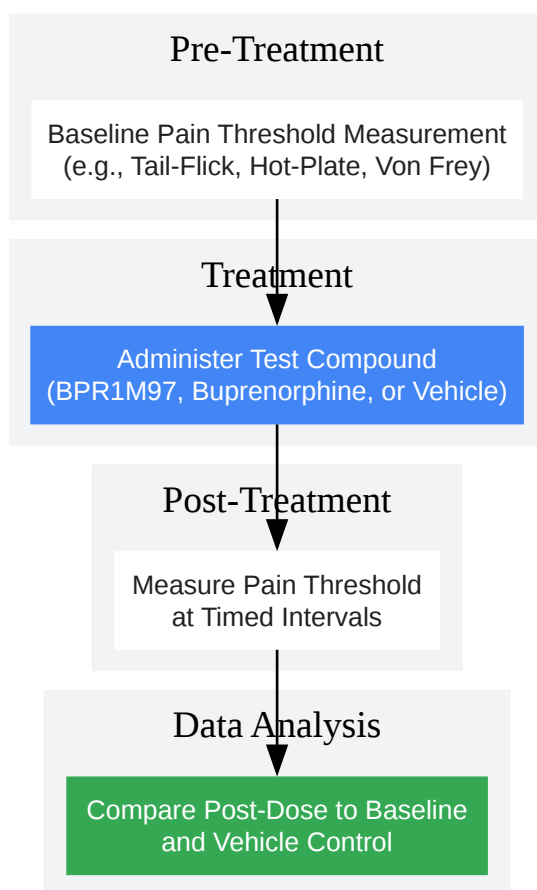 Pre-Treatment
Baseline Pain Threshold Measurement
(e.g., Tail-Flick, Hot-Plate, Von Frey)
Treatment
Administer Test Compound
(BPR1M97, Buprenorphine, or Vehicle)
Post-Treatment
Measure Pain Threshold
at Timed Intervals
Data Analysis
Compare Post-Dose to Baseline
and Vehicle Control